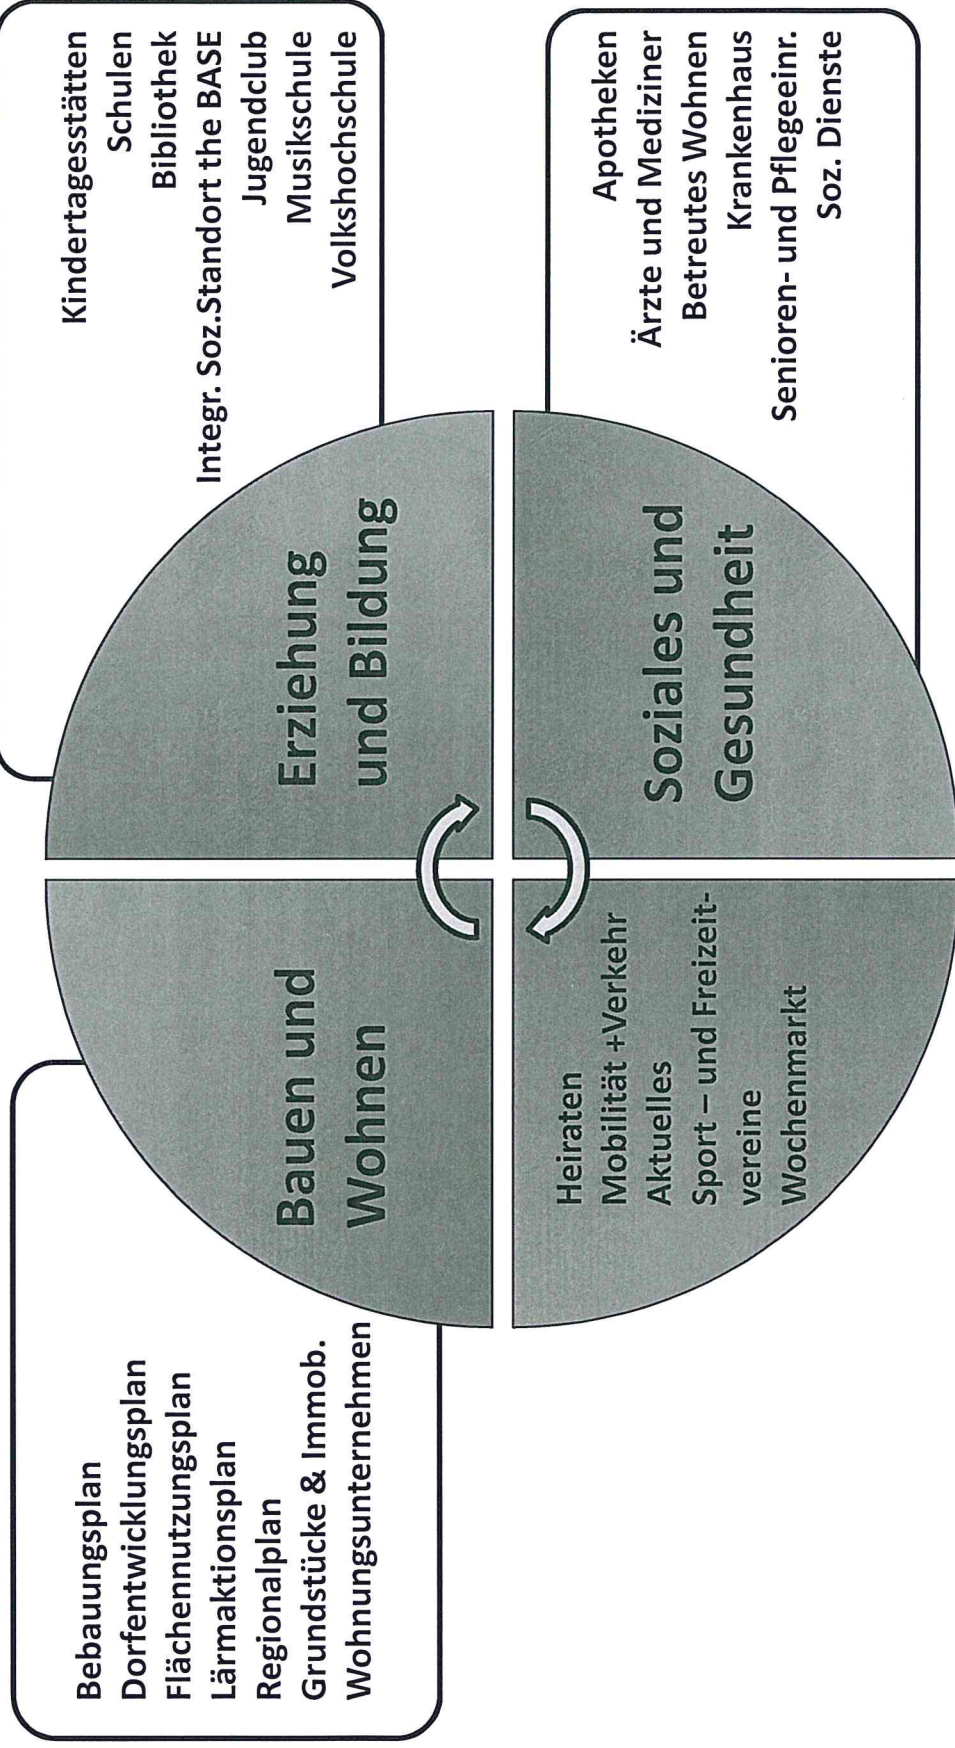 Bebauungsplan
Dorfentwicklungsplan
Flächennutzungsplan
Lärmaktionsplan
Regionalplan
Grundstücke & Immob.
Wohnungsunternehmen
Bauen und
Wohnen
Erziehung
und Bildung
Kindertagesstätten
Schulen
Bibliothek
Integr. Soz.Standort the BASE
Jugendclub
Musikschule
Volkshochschule
Heiraten
Mobilität +Verkehr
Aktuelles
Sport – und Freizeit-
vereine
Wochenmarkt
Soziales und
Gesundheit
Apotheken
Ärzte und Mediziner
Betreutes Wohnen
Krankenhaus
Senioren- und Pflegeeinr.
Soz. Dienste